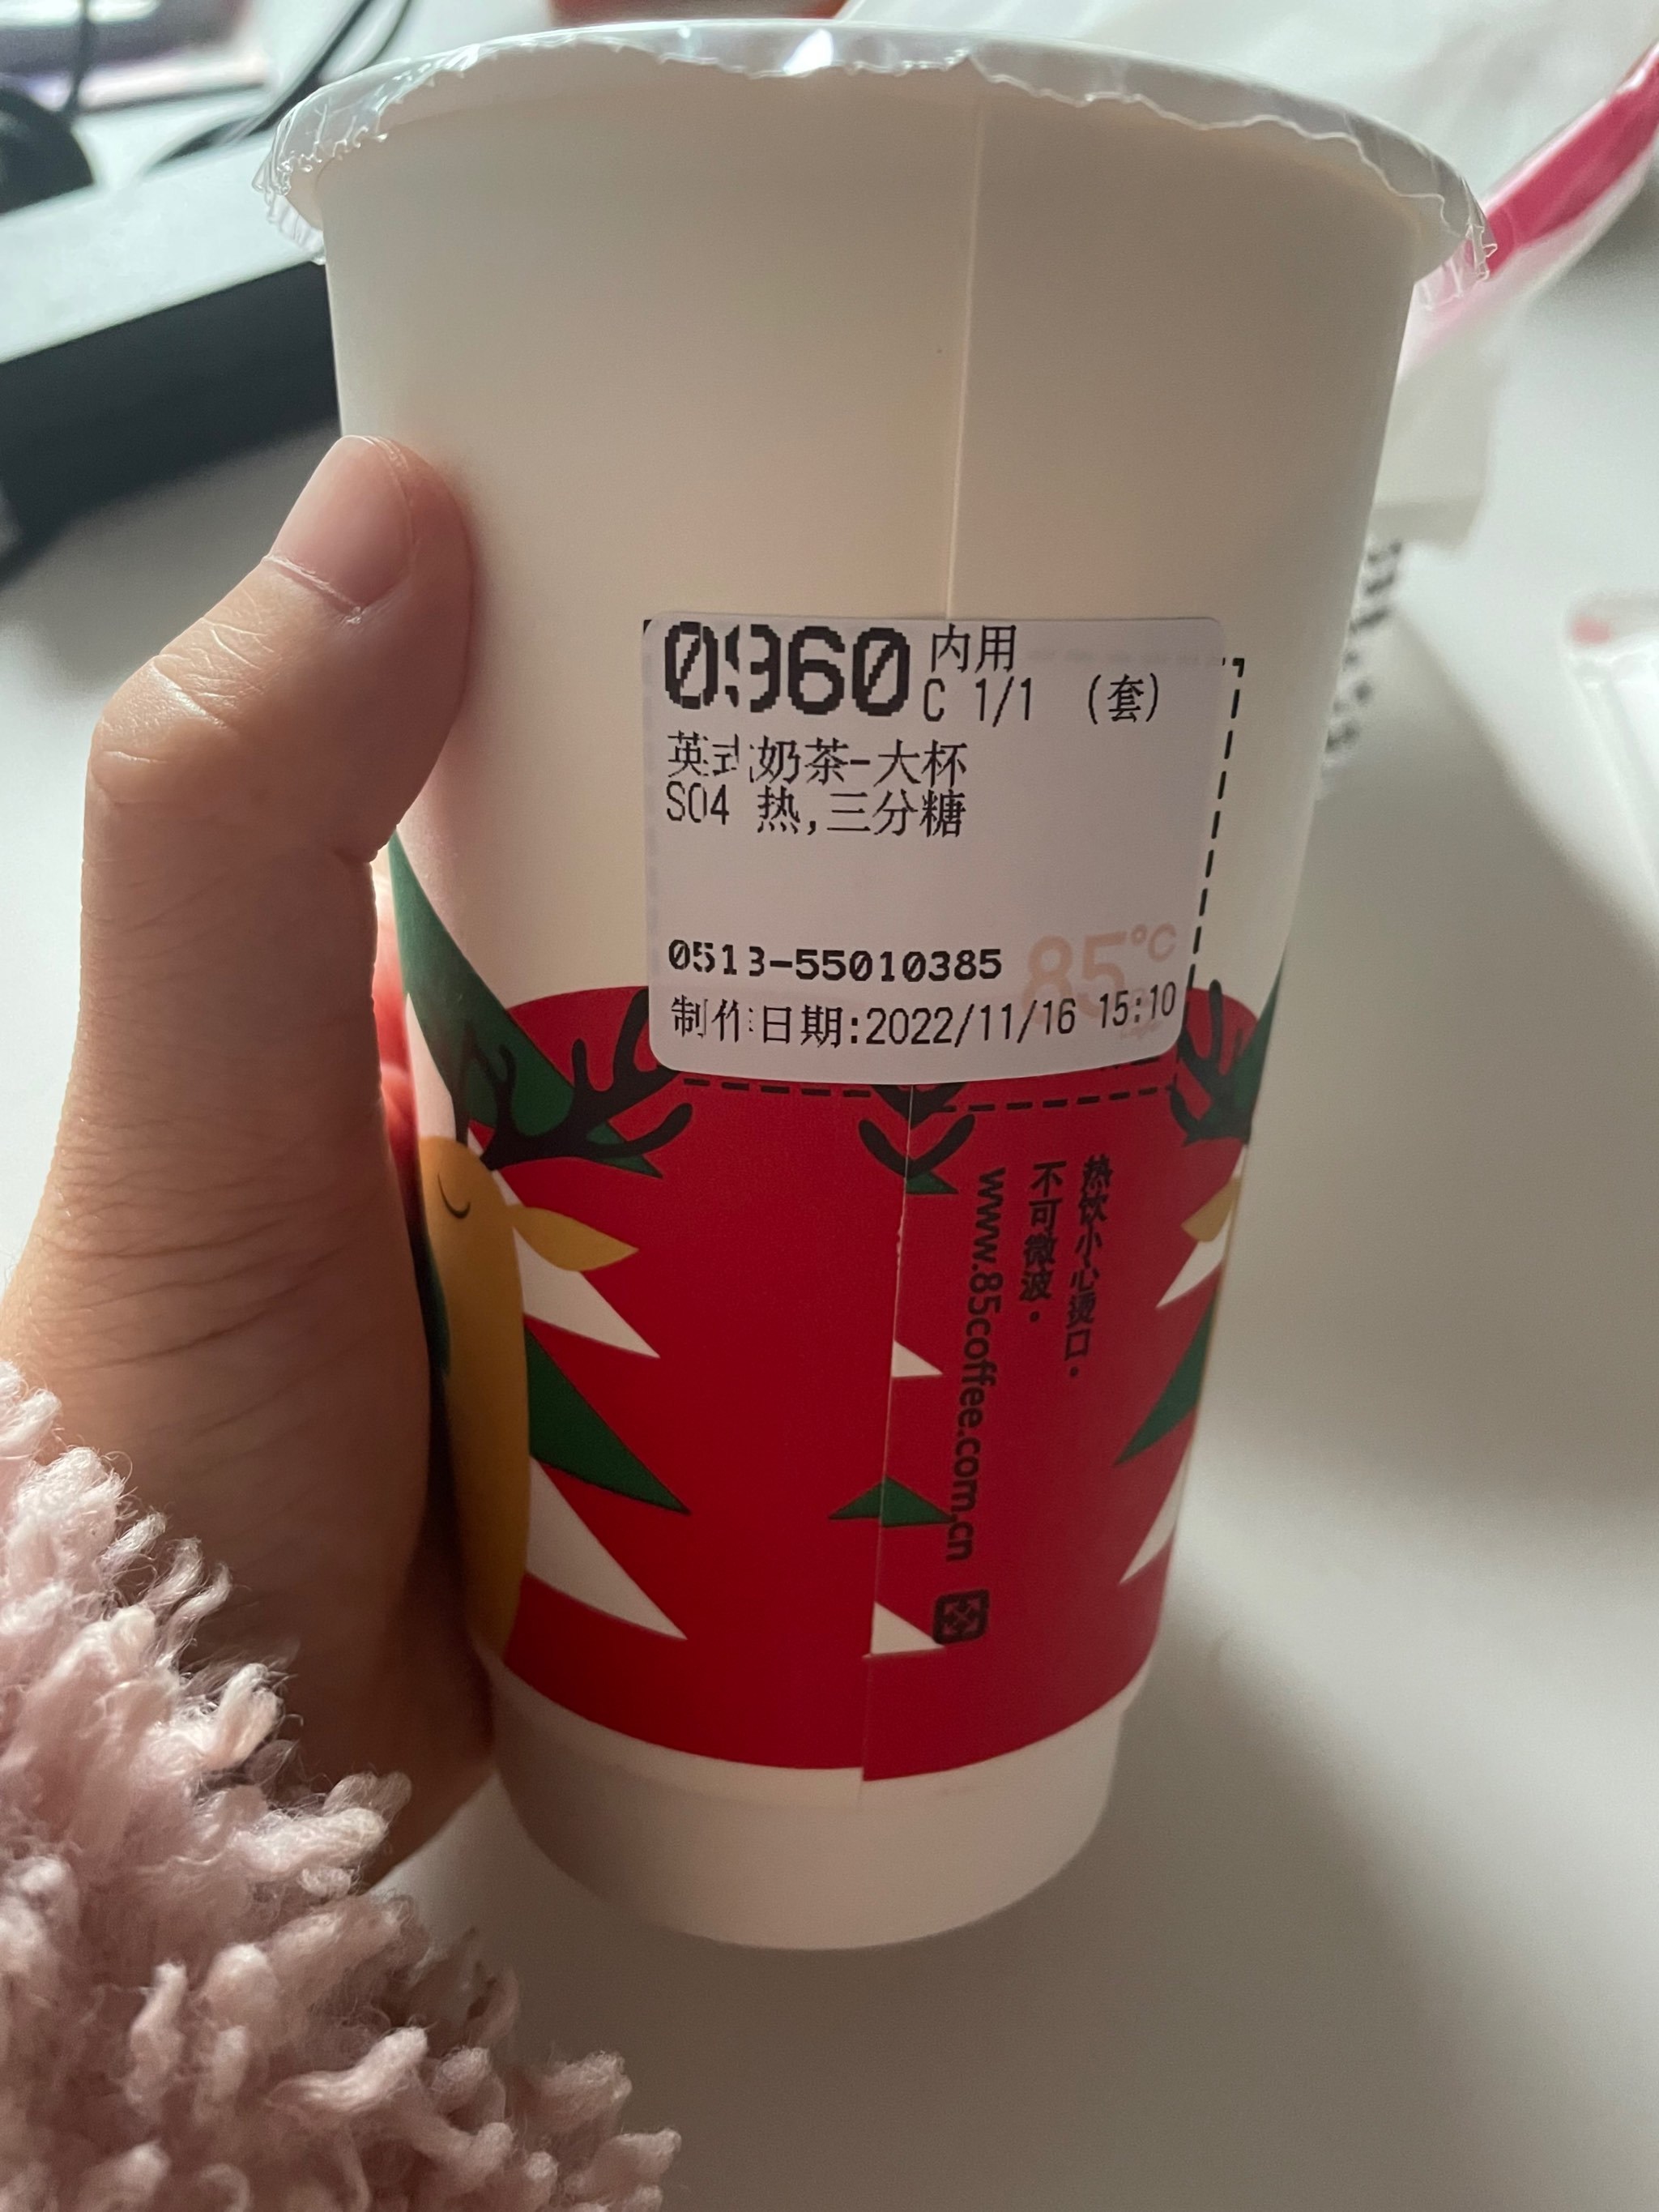 0960 内用
C 1/1 (套)
英式奶茶-大杯
S04 热,三分糖
0513-55010385
85°C
制作日期:2022/11/16 15:10
热饮小心烫口。
不可微波。
www.85coffee.com.cn